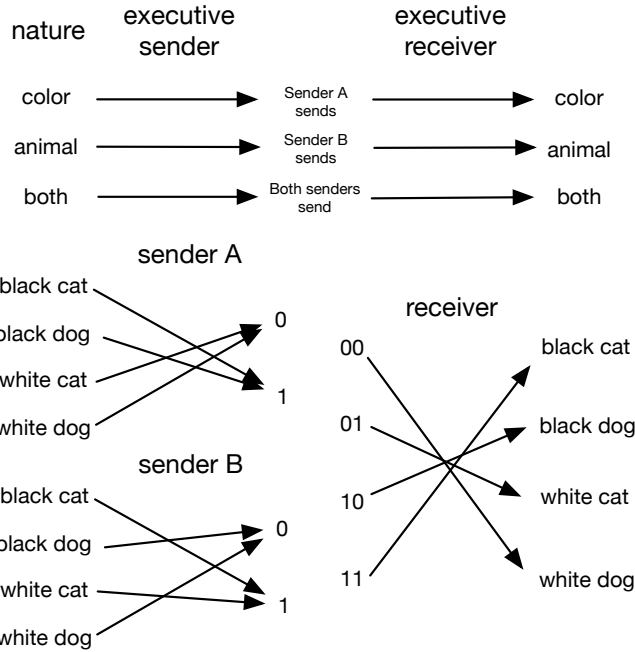 nature
executive
sender
executive
receiver
color
Sender A
sends
color
animal
Sender B
sends
animal
both
Both senders
send
both
sender A
black cat
black dog
white cat
white dog
0
1
sender B
black cat
black dog
white cat
white dog
0
1
receiver
00
01
10
11
black cat
black dog
white cat
white dog